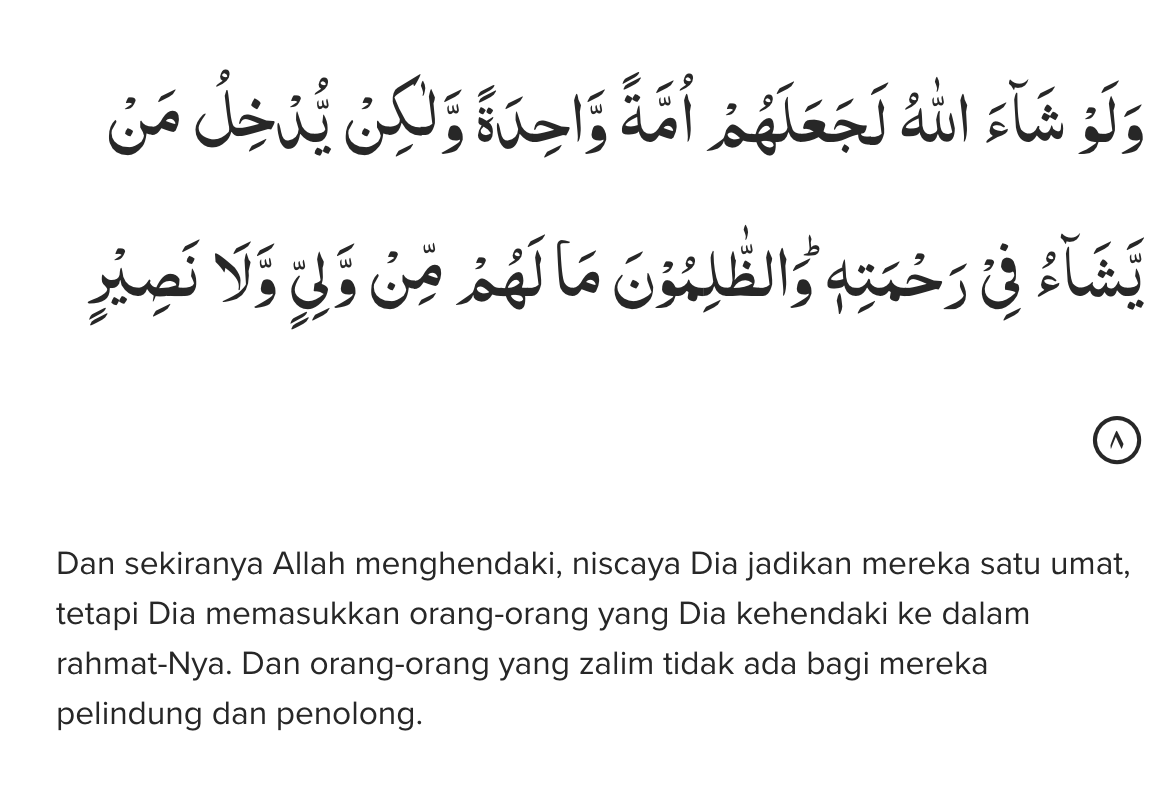 وَلَوْ شَاۤءَ اللّٰهُ لَجَعَلَهُمْ اُمَّةً وَّاحِدَةً وَّلٰكِنْ يُّدْخِلُ مَنْ
يَّشَاۤءُ فِيْ رَحْمَتِهٖۗ وَالظّٰلِمُوْنَ مَا لَهُمْ مِّنْ وَّلِيٍّ وَّلَا نَصِيْرٍ
٨
Dan sekiranya Allah menghendaki, niscaya Dia jadikan mereka satu umat,
tetapi Dia memasukkan orang-orang yang Dia kehendaki ke dalam
rahmat-Nya. Dan orang-orang yang zalim tidak ada bagi mereka
pelindung dan penolong.